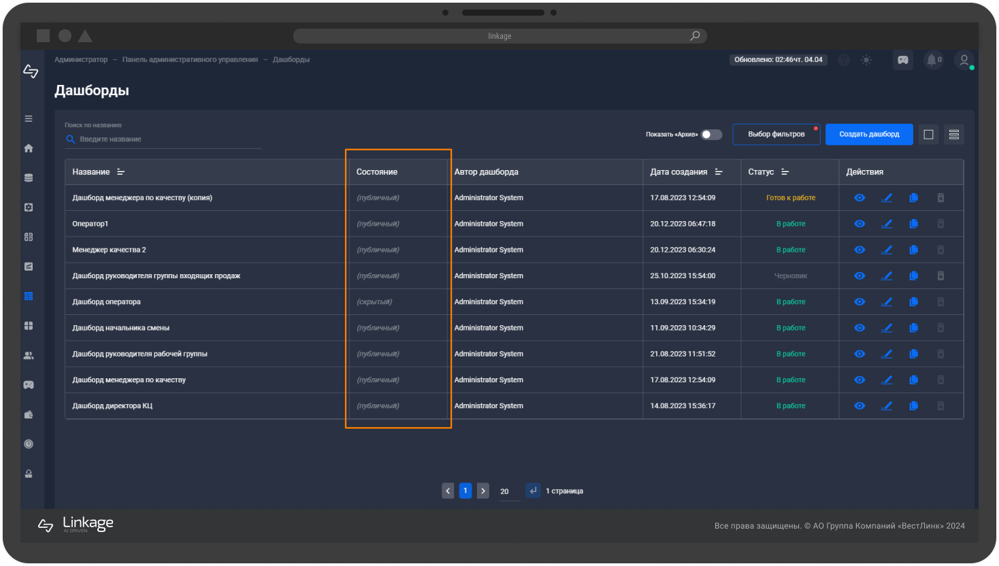 linkage
Администратор – Панель административного управления – Дашборды
Обновлено: 02:46чт. 04.04
0
Дашборды
Поиск по названию
Введите название
Показать «Архив»
Выбор фильтров
Создать дашборд
Название Состояние Автор дашборда Дата создания Статус Действия
Дашборд менеджера по качеству (копия) (публичный) Administrator System 17.08.2023 12:54:09 Готов к работе
Оператор1 (публичный) Administrator System 20.12.2023 06:47:18 В работе
Менеджер качества 2 (публичный) Administrator System 20.12.2023 06:30:24 В работе
Дашборд руководителя группы входящих продаж (публичный) Administrator System 25.10.2023 15:54:00 Черновик
Дашборд оператора (скрытый) Administrator System 13.09.2023 15:34:19 В работе
Дашборд начальника смены (публичный) Administrator System 11.09.2023 10:34:29 В работе
Дашборд руководителя рабочей группы (публичный) Administrator System 21.08.2023 11:51:52 В работе
Дашборд менеджера по качеству (публичный) Administrator System 17.08.2023 12:54:09 В работе
Дашборд директора КЦ (публичный) Administrator System 14.08.2023 15:36:17 В работе
1 20 1 страница
Linkage
AI DRIVEN
Все права защищены. © АО Группа Компаний «ВестЛинк» 2024